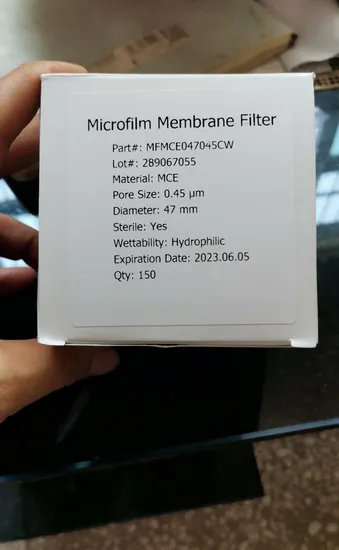 Microfilm Membrane Filter
Part#: MFMCE047045CW
Lot#: 289067055
Material: MCE
Pore Size: 0.45 μm
Diameter: 47 mm
Sterile: Yes
Wettability: Hydrophilic
Expiration Date: 2023.06.05
Qty: 150